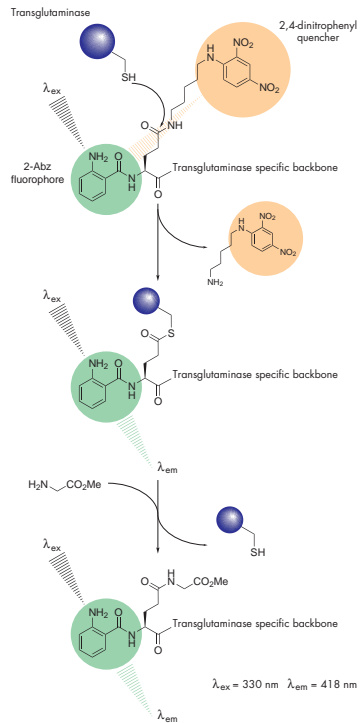 Transglutaminase
2,4-dinitrophenyl
quencher
SH
H
N
NO₂
NO₂
λex
NH
O
2-Abz
fluorophore
NH₂
O
N
H
O
Transglutaminase specific backbone
H
N
NO₂
NO₂
NH₂
λex
O
S
NH₂
O
N
H
O
Transglutaminase specific backbone
λem
H₂N
CO₂Me
SH
λex
O
H
N
CO₂Me
NH₂
O
N
H
O
Transglutaminase specific backbone
λex = 330 nm λem = 418 nm
λem